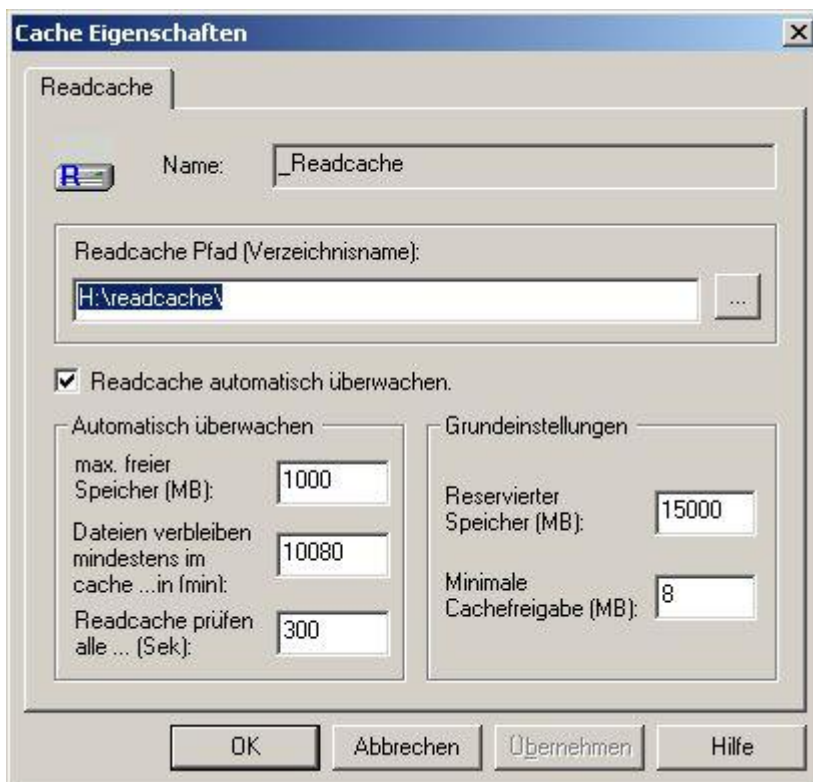 Cache Eigenschaften
Readcache
R
Name:
_Readcache
Readcache Pfad (Verzeichnisname):
H:\readcache\
...
Readcache automatisch überwachen.
Automatisch überwachen
max. freier
Speicher (MB):
1000
Dateien verbleiben
mindestens im
cache ...in (min):
10080
Readcache prüfen
alle ... (Sek):
300
Grundeinstellungen
Reservierter
Speicher (MB):
15000
Minimale
Cachefreigabe (MB):
8
OK
Abbrechen
Übernehmen
Hilfe